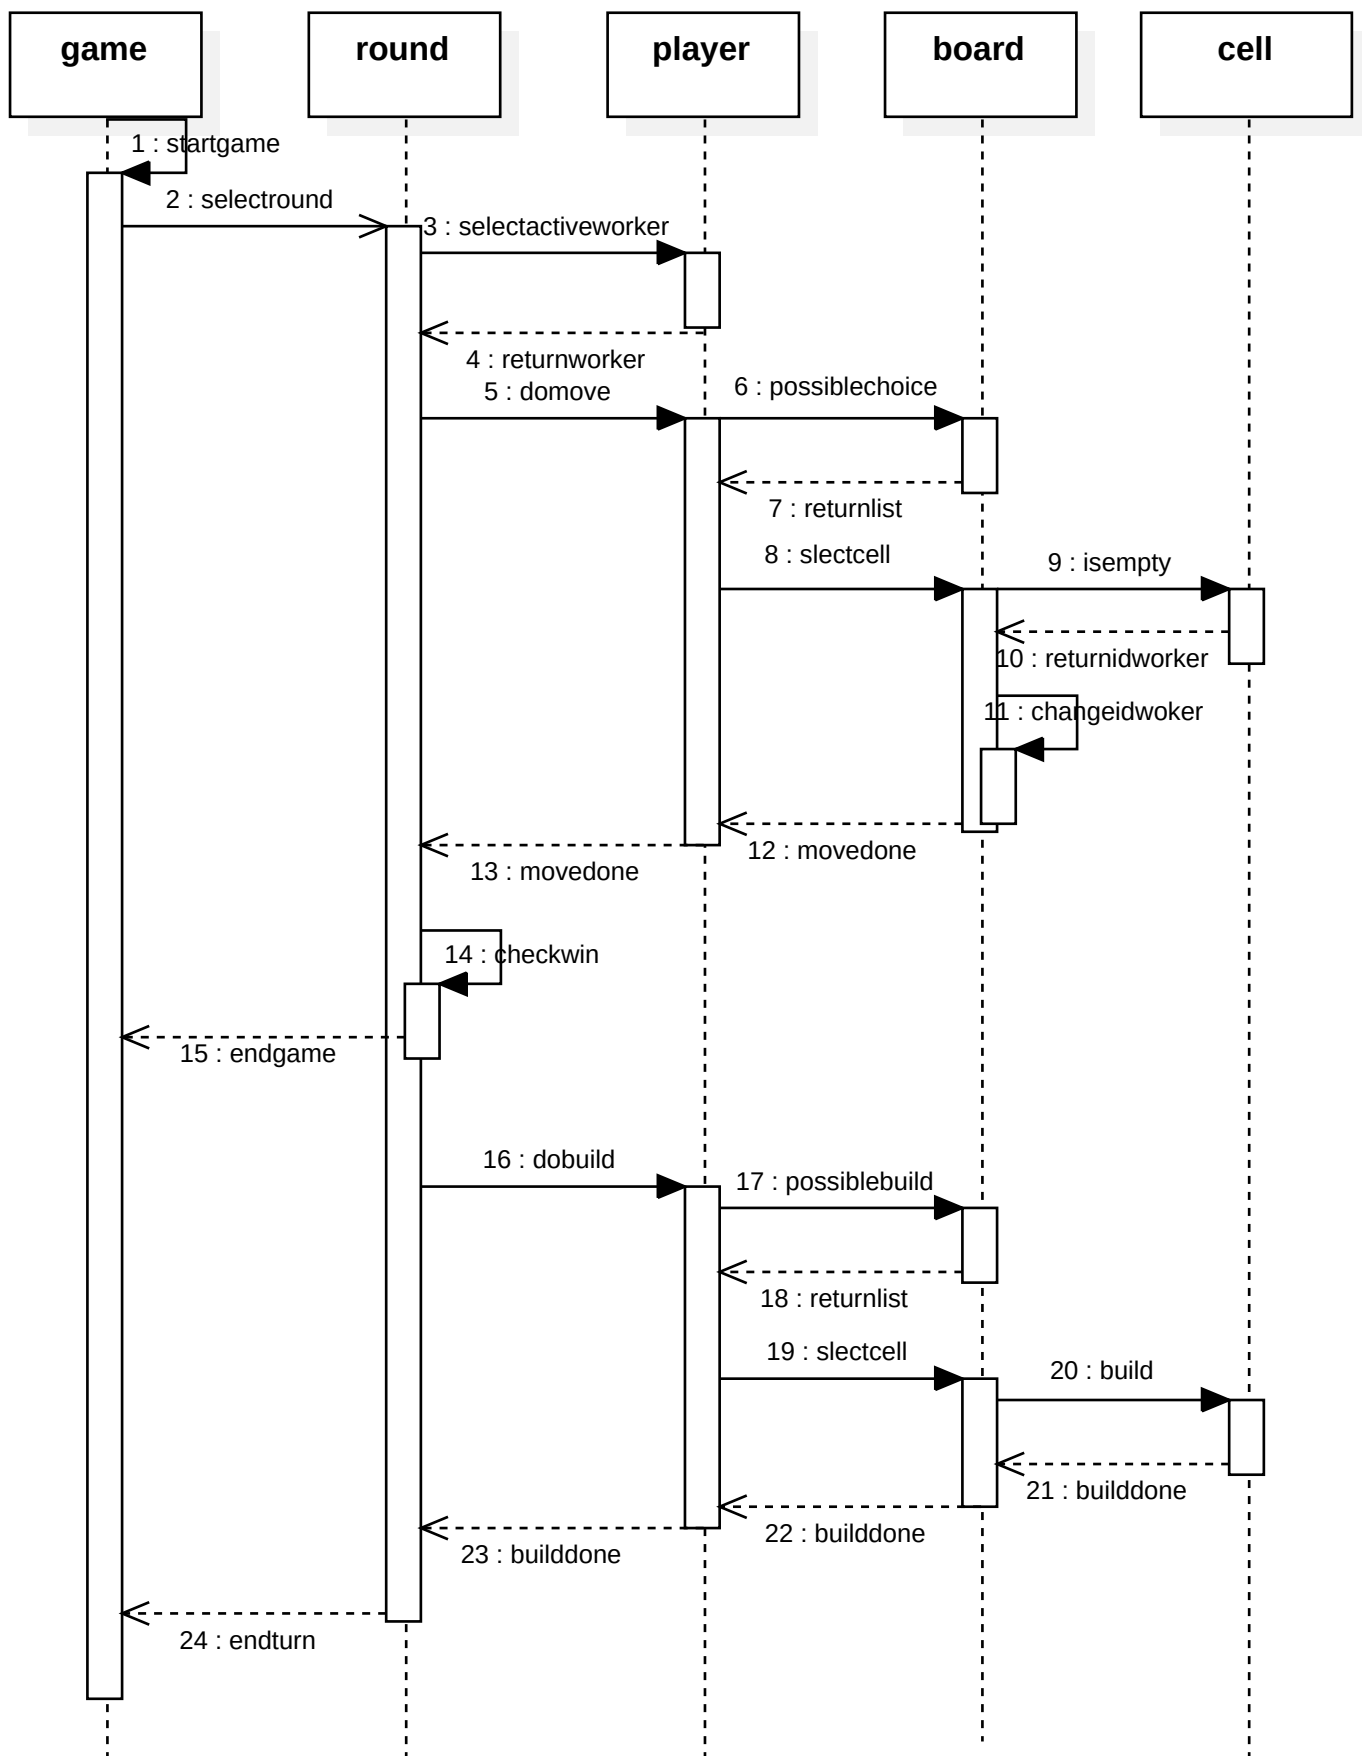 game
round
player
board
cell
1 : startgame
2 : selectround
3 : selectactiveworker
4 : returnworker
5 : domove
6 : possiblechoice
7 : returnlist
8 : slectcell
9 : isempty
10 : returnidworker
11 : changeidwoker
12 : movedone
13 : movedone
14 : checkwin
15 : endgame
16 : dobuild
17 : possiblebuild
18 : returnlist
19 : slectcell
20 : build
21 : builddone
22 : builddone
23 : builddone
24 : endturn